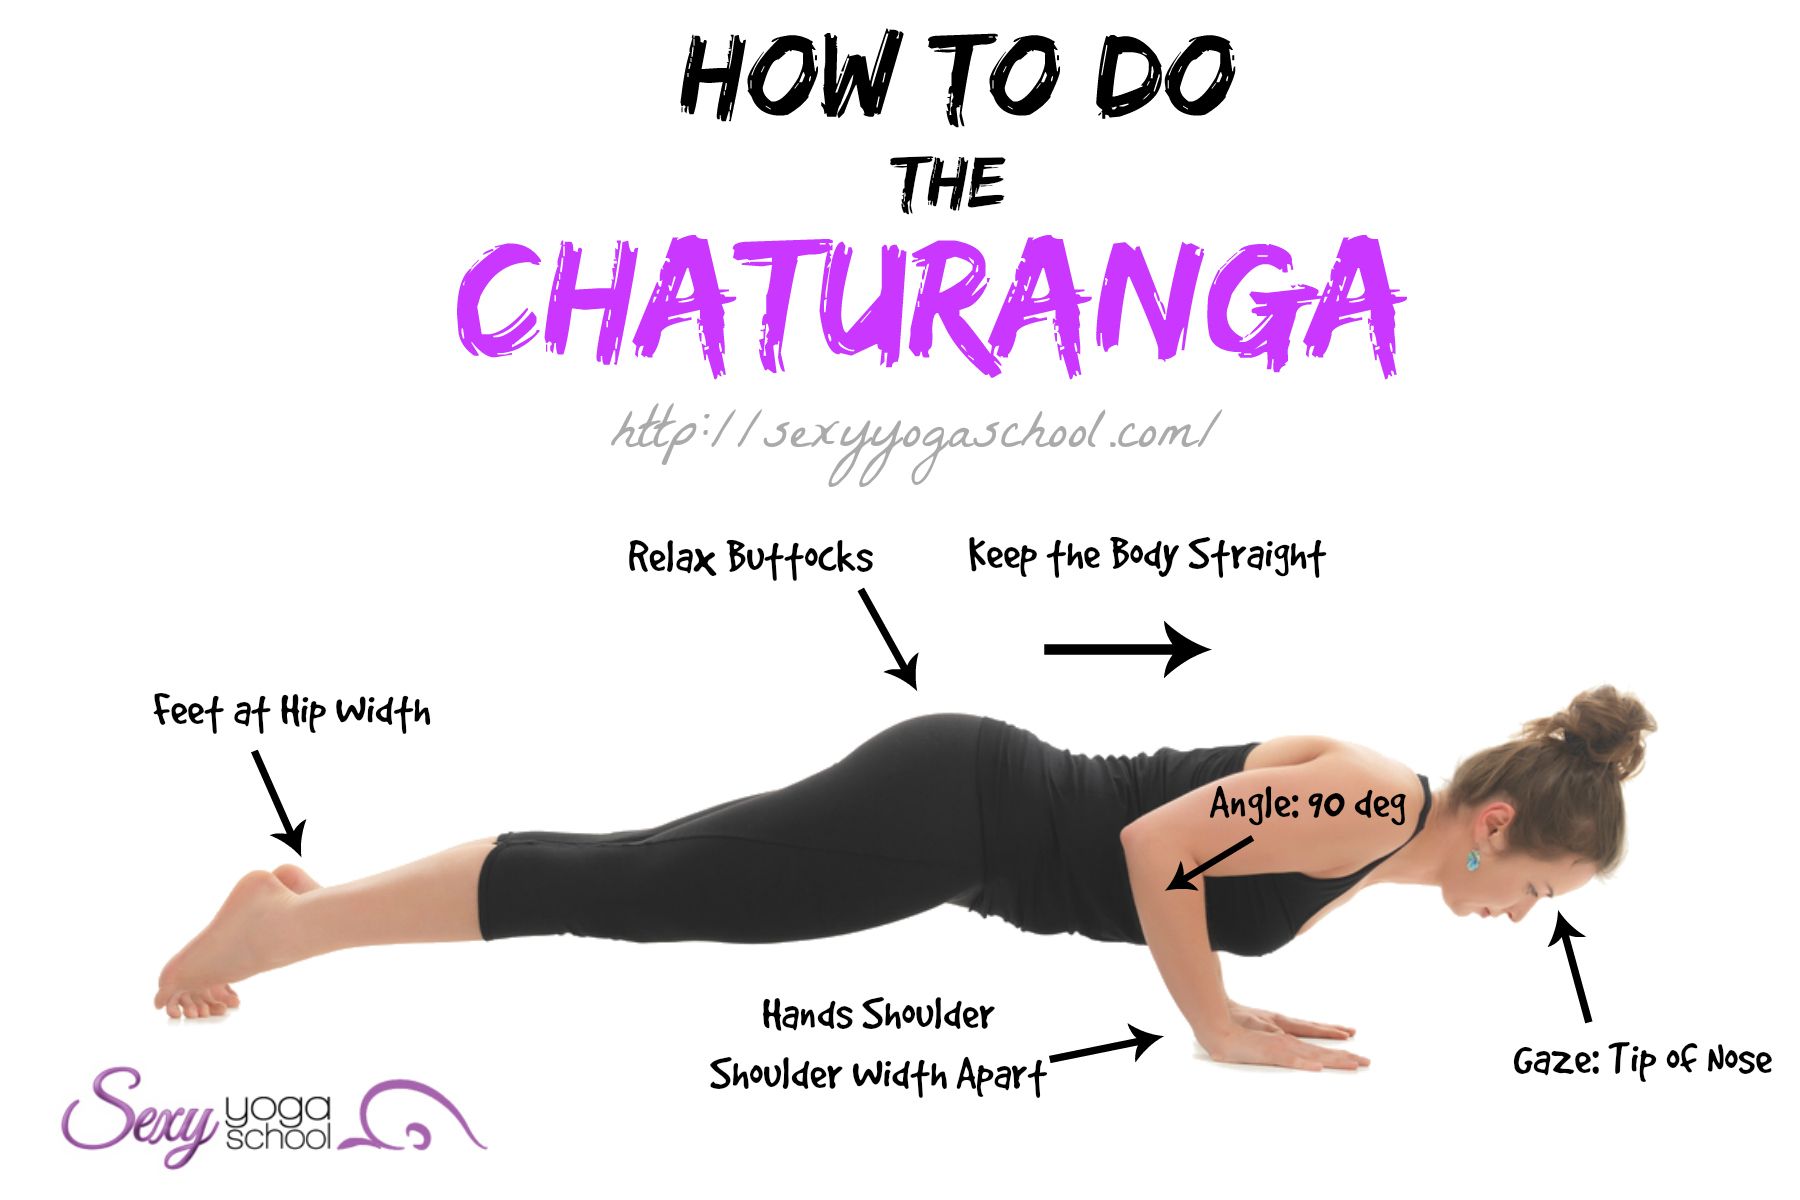 HOW TO DO
THE
CHATURANGA
http://sexyyogaschool.com/
Relax Buttocks
Keep the Body Straight
Feet at Hip Width
Angle: 90 deg
Hands Shoulder
Shoulder Width Apart
Gaze: Tip of Nose
Sexy yoga
school